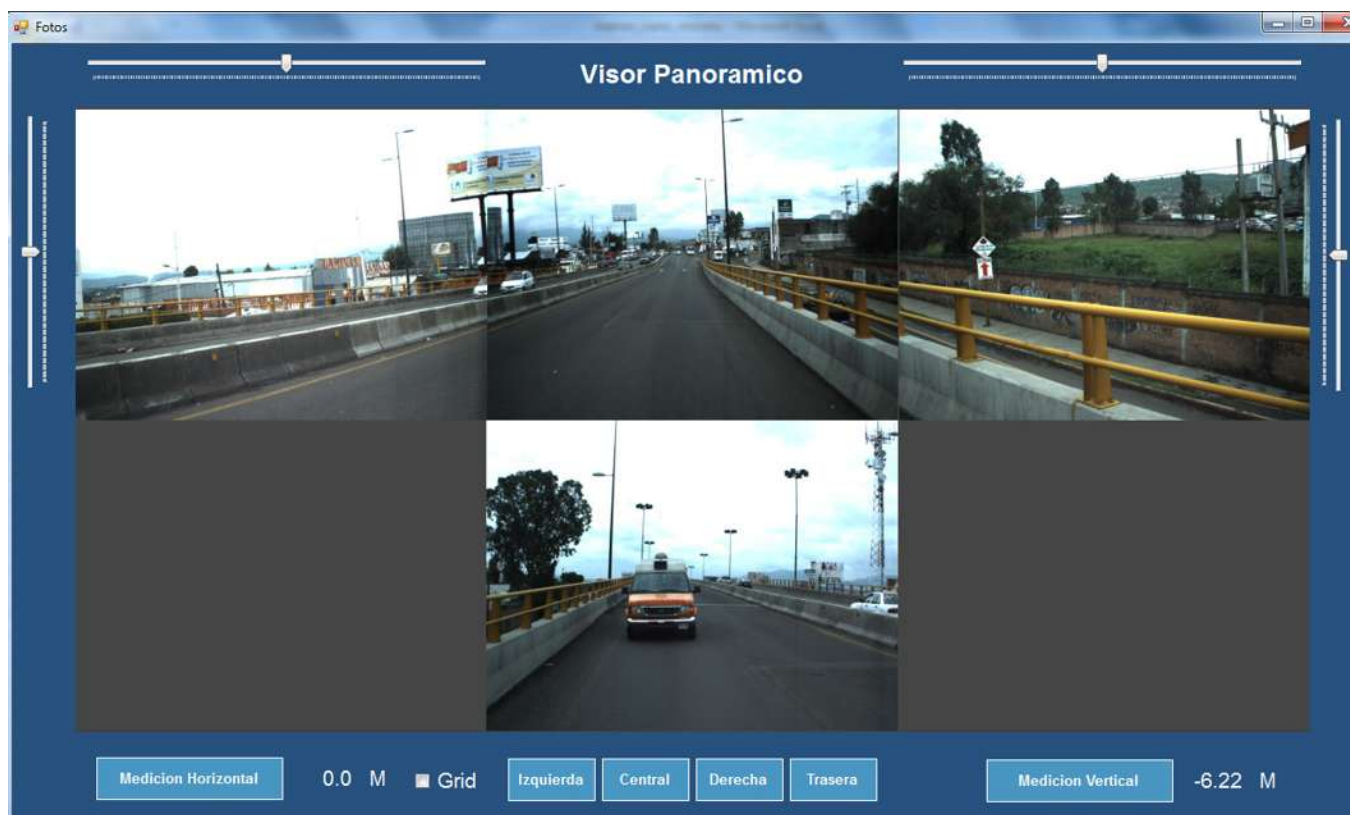 Fotos
Visor Panoramico
Medicion Horizontal
0.0 M
Grid
Izquierda
Central
Derecha
Trasera
Medicion Vertical
-6.22 M